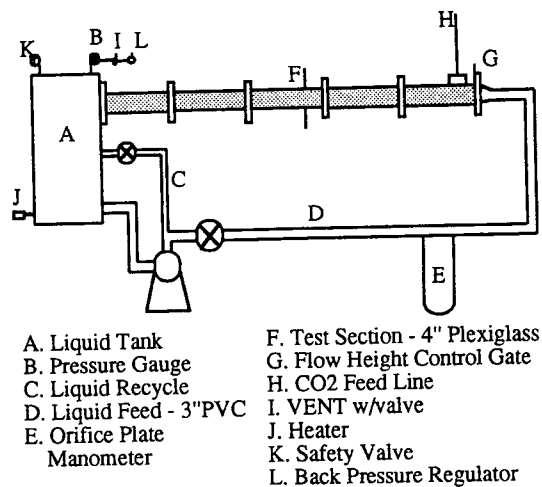 K
B I L
H
G
F
A
C
J
D
E
A. Liquid Tank
B. Pressure Gauge
C. Liquid Recycle
D. Liquid Feed - 3"PVC
E. Orifice Plate
Manometer
F. Test Section - 4" Plexiglass
G. Flow Height Control Gate
H. CO2 Feed Line
I. VENT w/valve
J. Heater
K. Safety Valve
L. Back Pressure Regulator